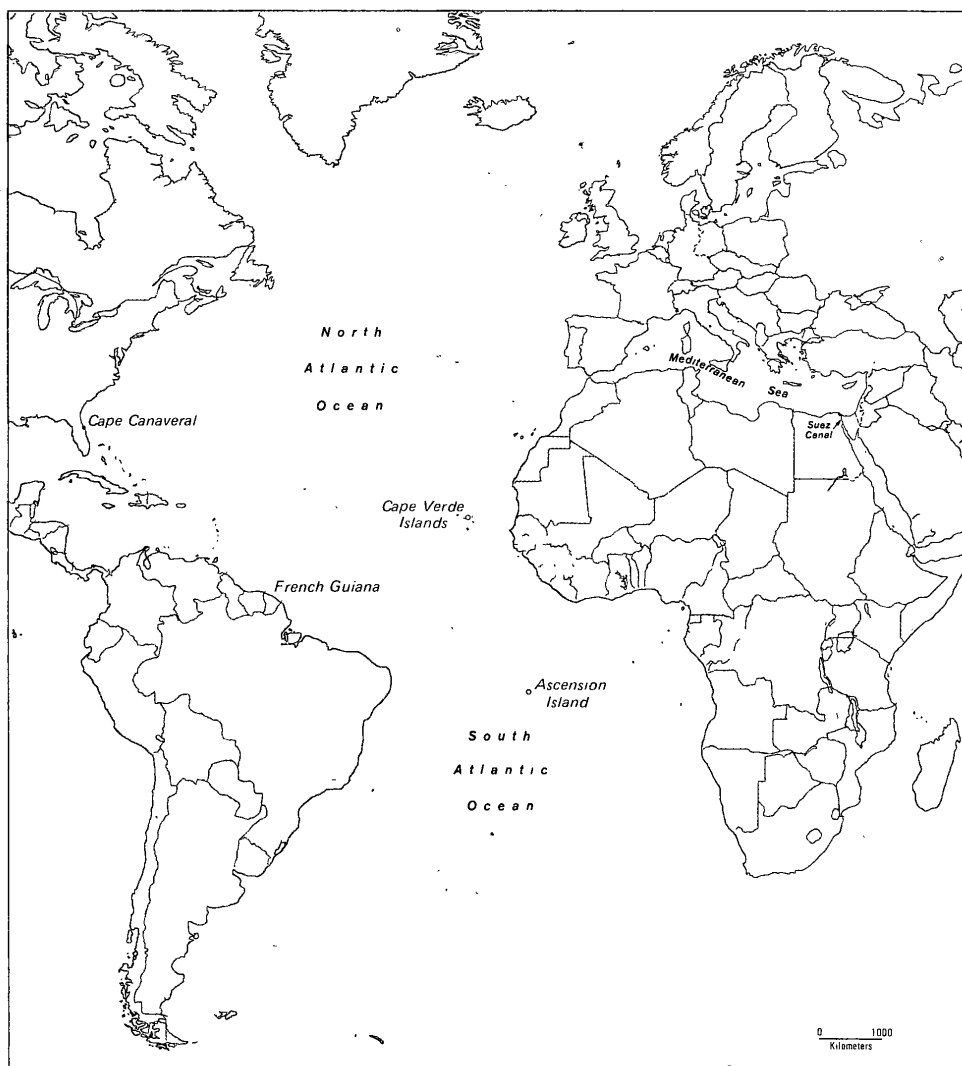 North
Atlantic
Ocean
Mediterranean
Sea
Cape Canaveral
Suez
Canal
Cape Verde
Islands
French Guiana
Ascension
Island
South
Atlantic
Ocean
0 1000
Kilometers